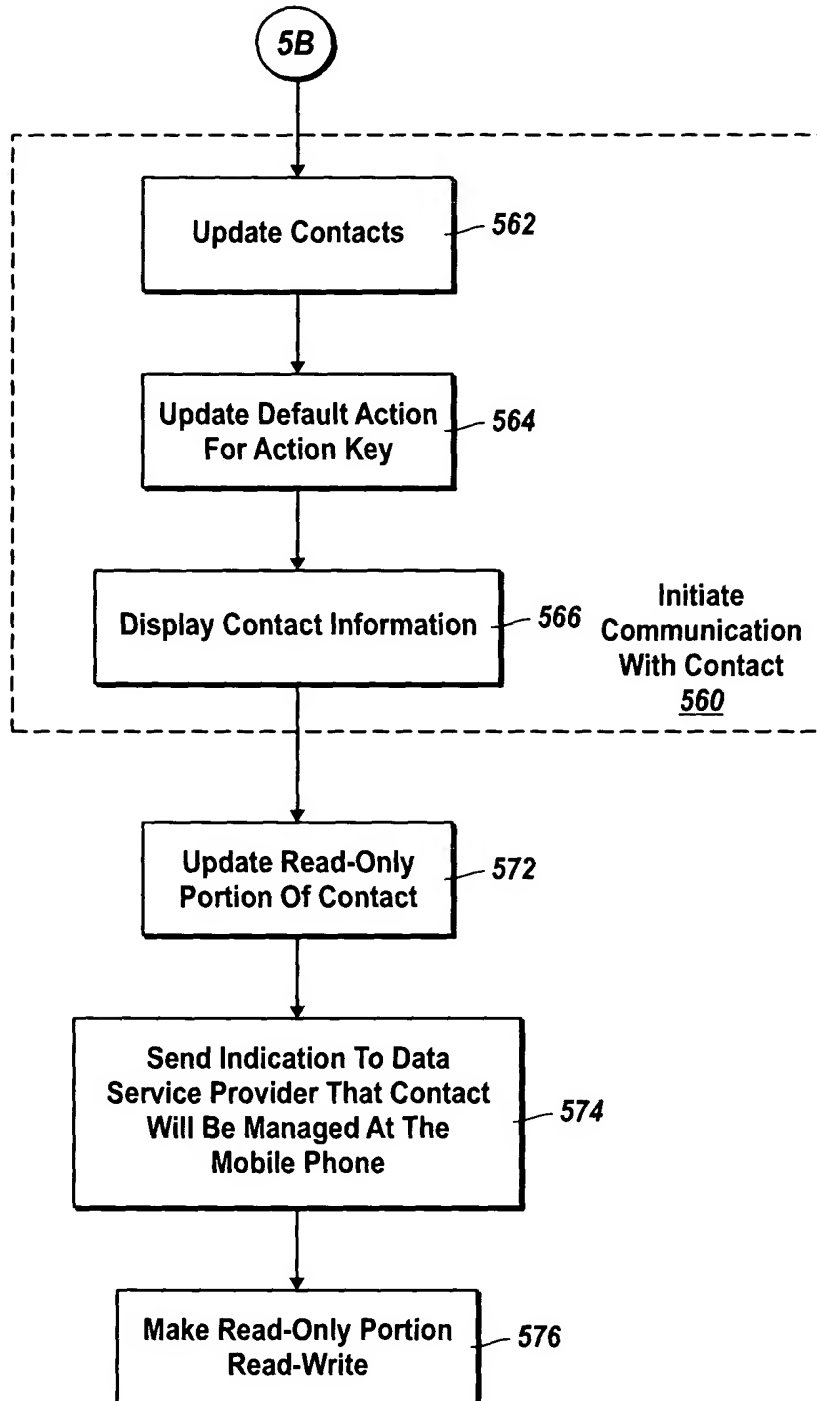 5B
Update Contacts
562
Update Default Action
For Action Key
564
Display Contact Information
566
Initiate
Communication
With Contact
560
Update Read-Only
Portion Of Contact
572
Send Indication To Data
Service Provider That Contact
Will Be Managed At The
Mobile Phone
574
Make Read-Only Portion
Read-Write
576